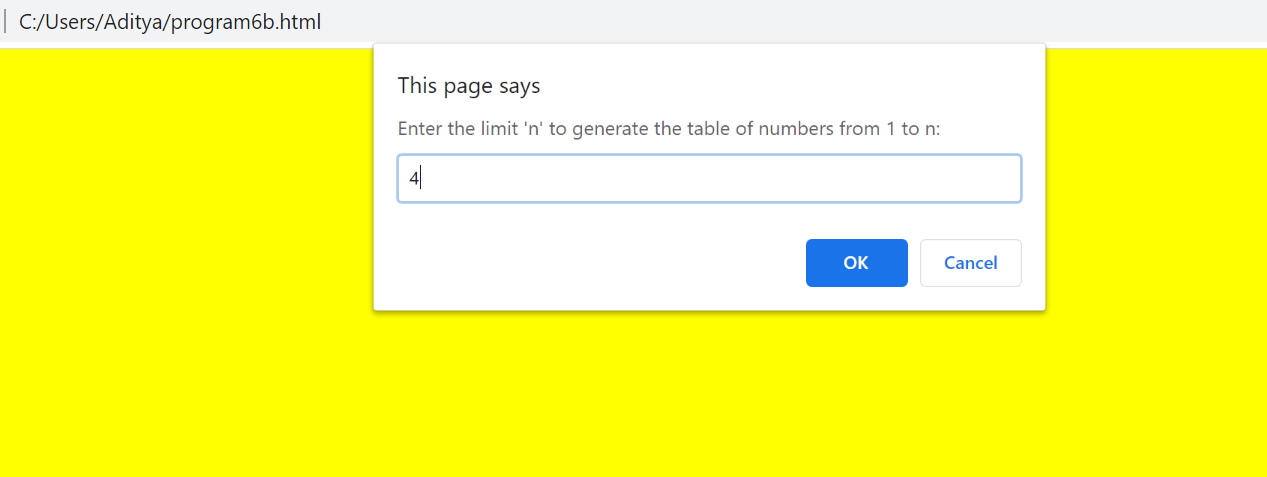 C:/Users/Aditya/program6b.html
This page says
Enter the limit 'n' to generate the table of numbers from 1 to n:
4
OK Cancel